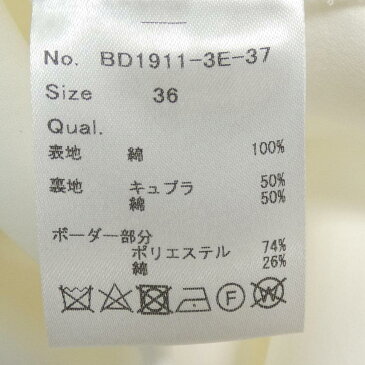 No. BD1911-3E-37
Size 36
Qual.
表地 綿 100%
裏地 キュプラ 50%
綿 50%
ボーダー部分
ポリエステル 74%
綿 26%
F W